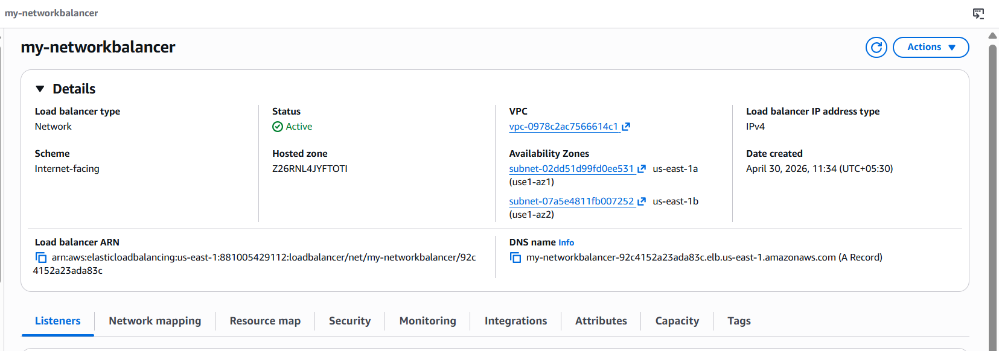 my-networkbalancer
my-networkbalancer
Actions
Details
Load balancer type
Network
Status
Active
VPC
vpc-0978c2ac7566614c1
Load balancer IP address type
IPv4
Scheme
Internet-facing
Hosted zone
Z26RNL4JYFTOTI
Availability Zones
subnet-02dd51d99fd0ee531 us-east-1a
(use1-az1)
subnet-07a5e4811fb007252 us-east-1b
(use1-az2)
Date created
April 30, 2026, 11:34 (UTC+05:30)
Load balancer ARN
arn:aws:elasticloadbalancing:us-east-1:881005429112:loadbalancer/net/my-networkbalancer/92c
4152a23ada83c
DNS name Info
my-networkbalancer-92c4152a23ada83c.elb.us-east-1.amazonaws.com (A Record)
Listeners Network mapping Resource map Security Monitoring Integrations Attributes Capacity Tags